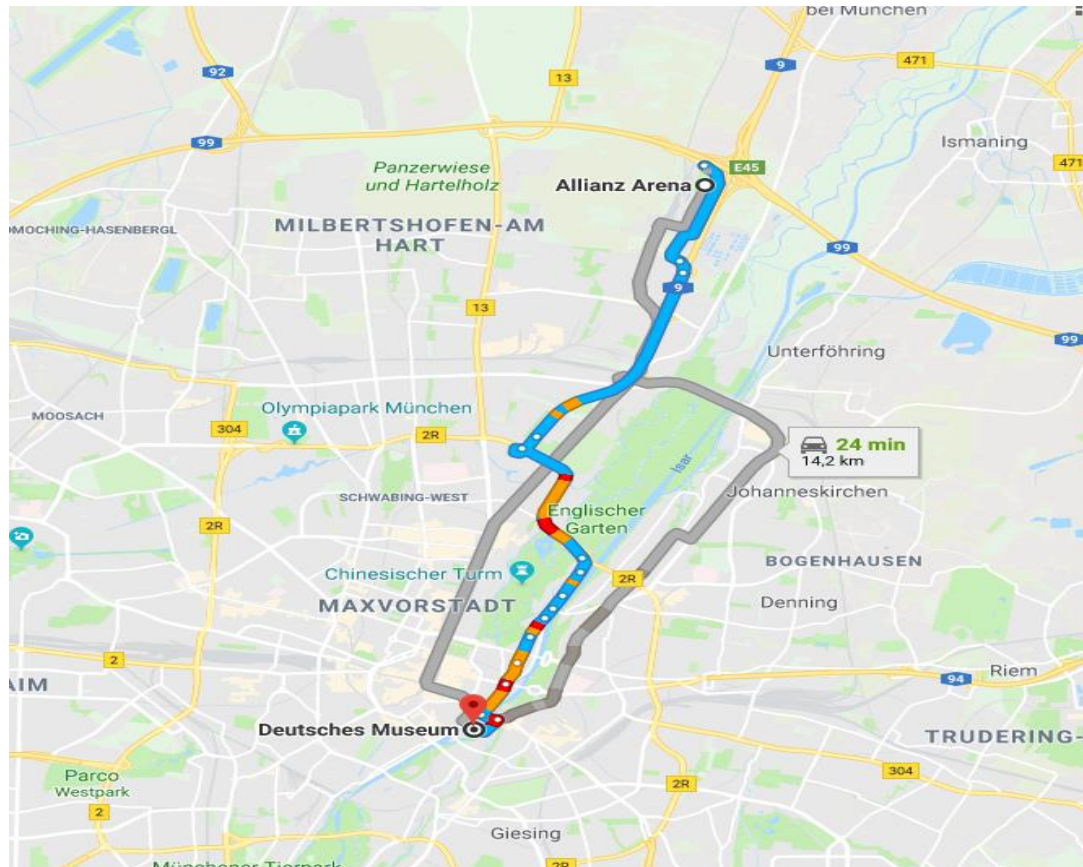 bei München
92
13
9
471
99
Ismaning
471
Panzerwiese
und Hartelholz
E45
Allianz Arena
MILBERTSHOFEN-AM
HART
99
9
13
99
Unterföhring
MOOSACH
Olympiapark München
304
2R
24 min
14,2 km
Isar
Johanneskirchen
SCHWABING-WEST
Englischer
Garten
2R
BOGENHAUSEN
Chinesischer Turm
2R
MAXVORSTADT
Denning
2
Riem
94
AIM
Deutsches Museum
TRUDERING-
Parco
Westpark
2
2R
304
Giesing
Münchener Tierpark
2R